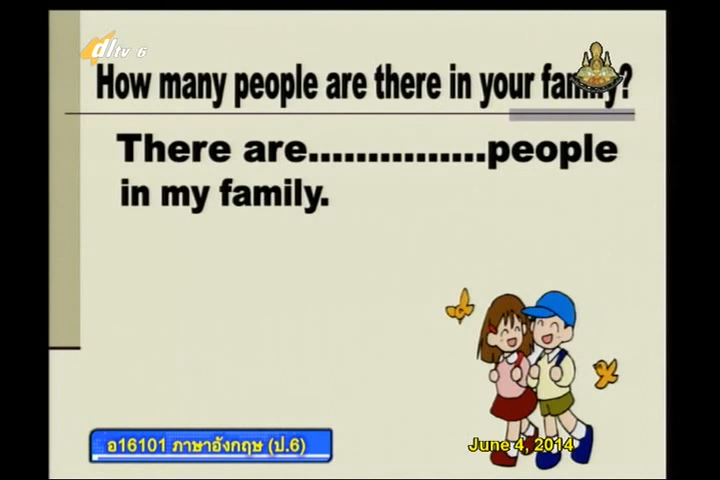 dltv 6
How many people are there in your family?
There are...............people
in my family.
อ16101 ภาษาอังกฤษ (ป.6)
June 4, 2014